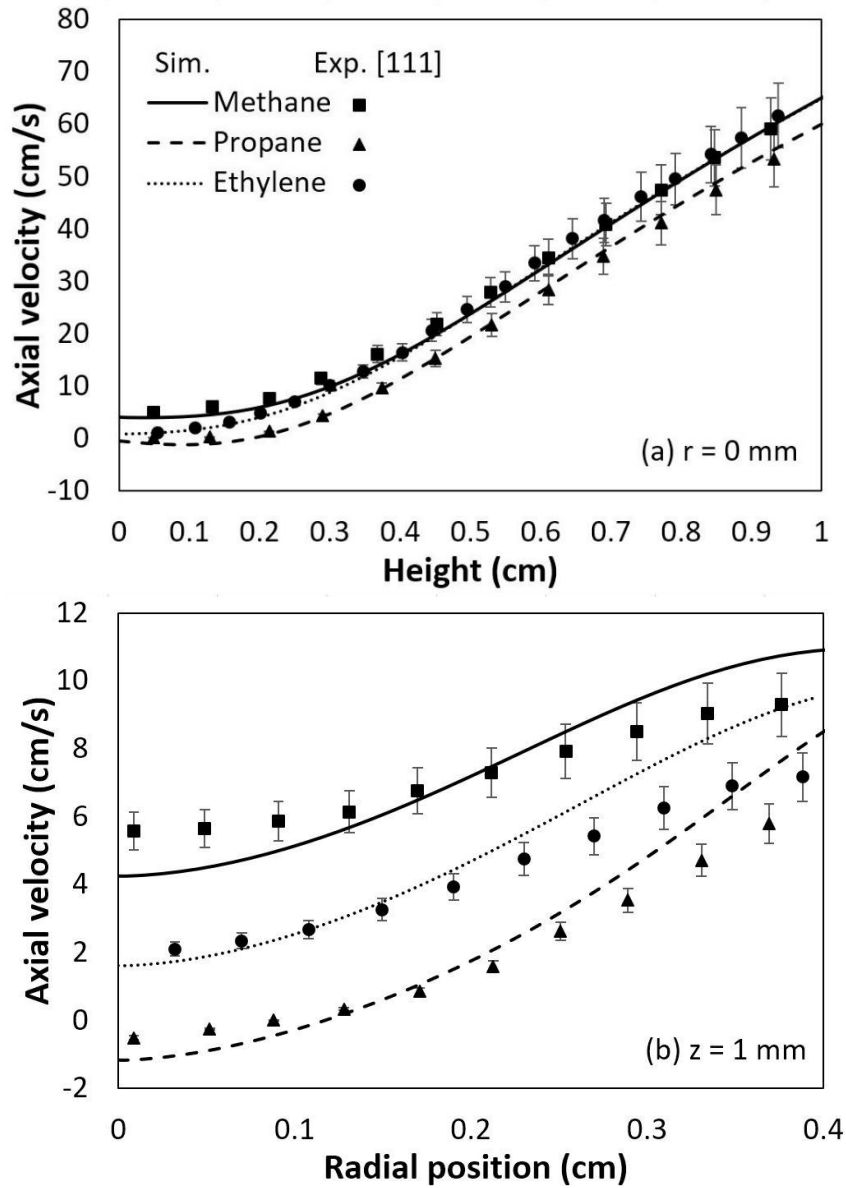 80
70
60
50
40
30
20
10
0
-10
Axial velocity (cm/s)
Sim. Exp. [111]
Methane
Propane
Ethylene
(a) r = 0 mm
0 0.1 0.2 0.3 0.4 0.5 0.6 0.7 0.8 0.9 1
Height (cm)
12
10
8
6
4
2
0
-2
Axial velocity (cm/s)
(b) z = 1 mm
0 0.1 0.2 0.3 0.4
Radial position (cm)